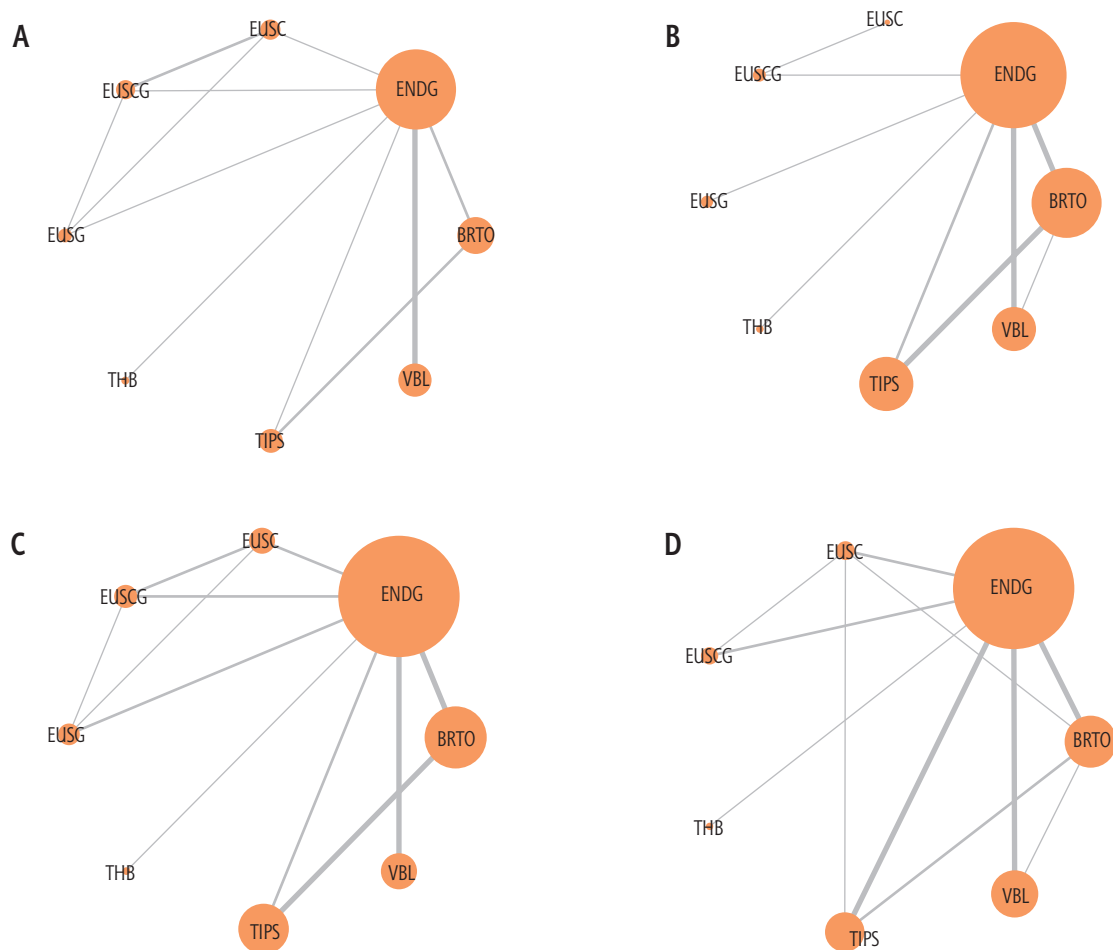 A
EUSC
EUSCG
ENDG
EUSG
BRTO
THB
VBL
TIPS
B
EUSC
EUSCG
ENDG
EUSG
BRTO
THB
VBL
TIPS
C
EUSC
EUSCG
ENDG
EUSG
BRTO
THB
VBL
TIPS
D
EUSC
ENDG
EUSCG
BRTO
THB
VBL
TIPS